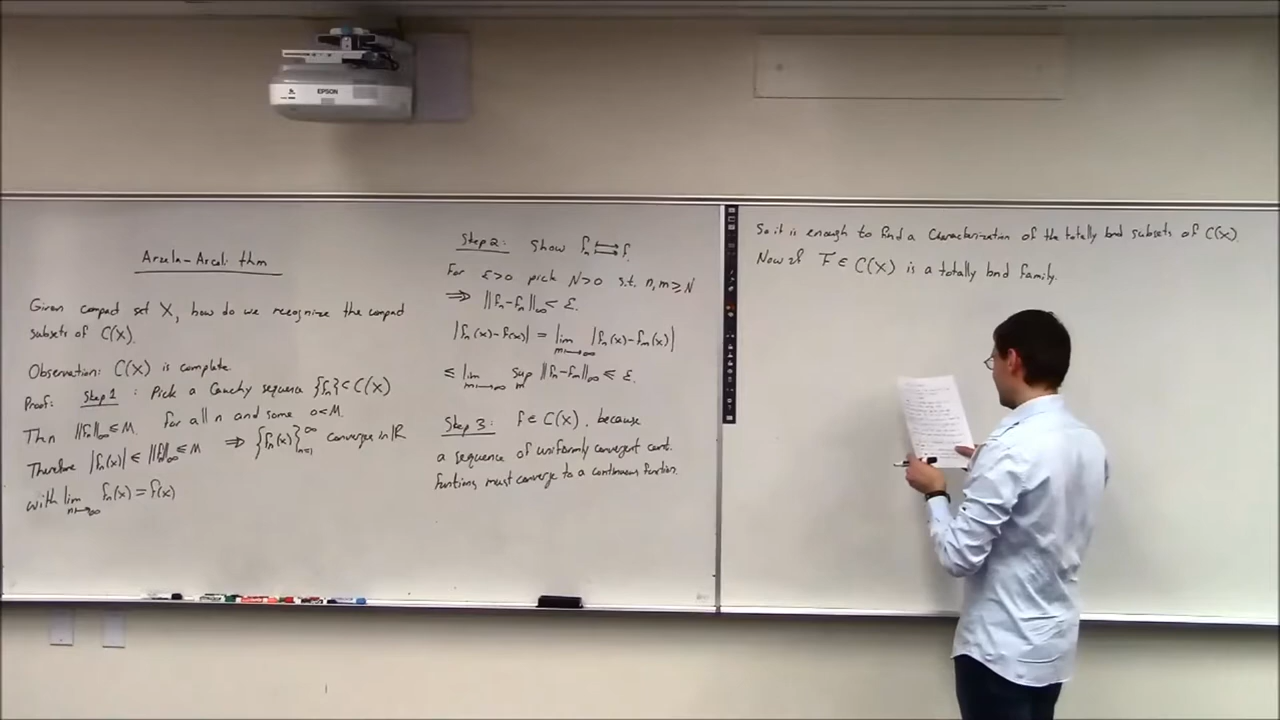 EPSON
Arzela-Ascoli thm
Given compact set X, how do we recognize the compact
subsets of C(X).
Observation: C(X) is complete.
Proof: Step 1 : Pick a Cauchy sequence {fₙ} ⊂ C(X)
Then ‖fₙ‖∞ ≤ M. for all n and some 0<M.
Therefore |fₙ(x)| ≤ ‖fₙ‖∞ ≤ M ⇒ {fₙ(x)}ₙ₌₁^∞ converge in ℝ
with lim n→∞ fₙ(x) = f(x)
Step 2: Show fₙ ⇉ f.
For ε>0 pick N>0 s.t. n,m ≥ N
⇒ ‖fₙ-fₘ‖∞ ≤ ε.
|fₙ(x)-f(x)| = lim m→∞ |fₙ(x)-fₘ(x)|
≤ lim m→∞ sup m ‖fₙ-fₘ‖∞ ≤ ε.
Step 3: f ∈ C(X), because
a sequence of uniformly convergent cont.
functions must converge to a continuous function.
So it is enough to find a characterization of the totally bnd subsets of C(X).
Now if F ∈ C(X) is a totally bnd family.